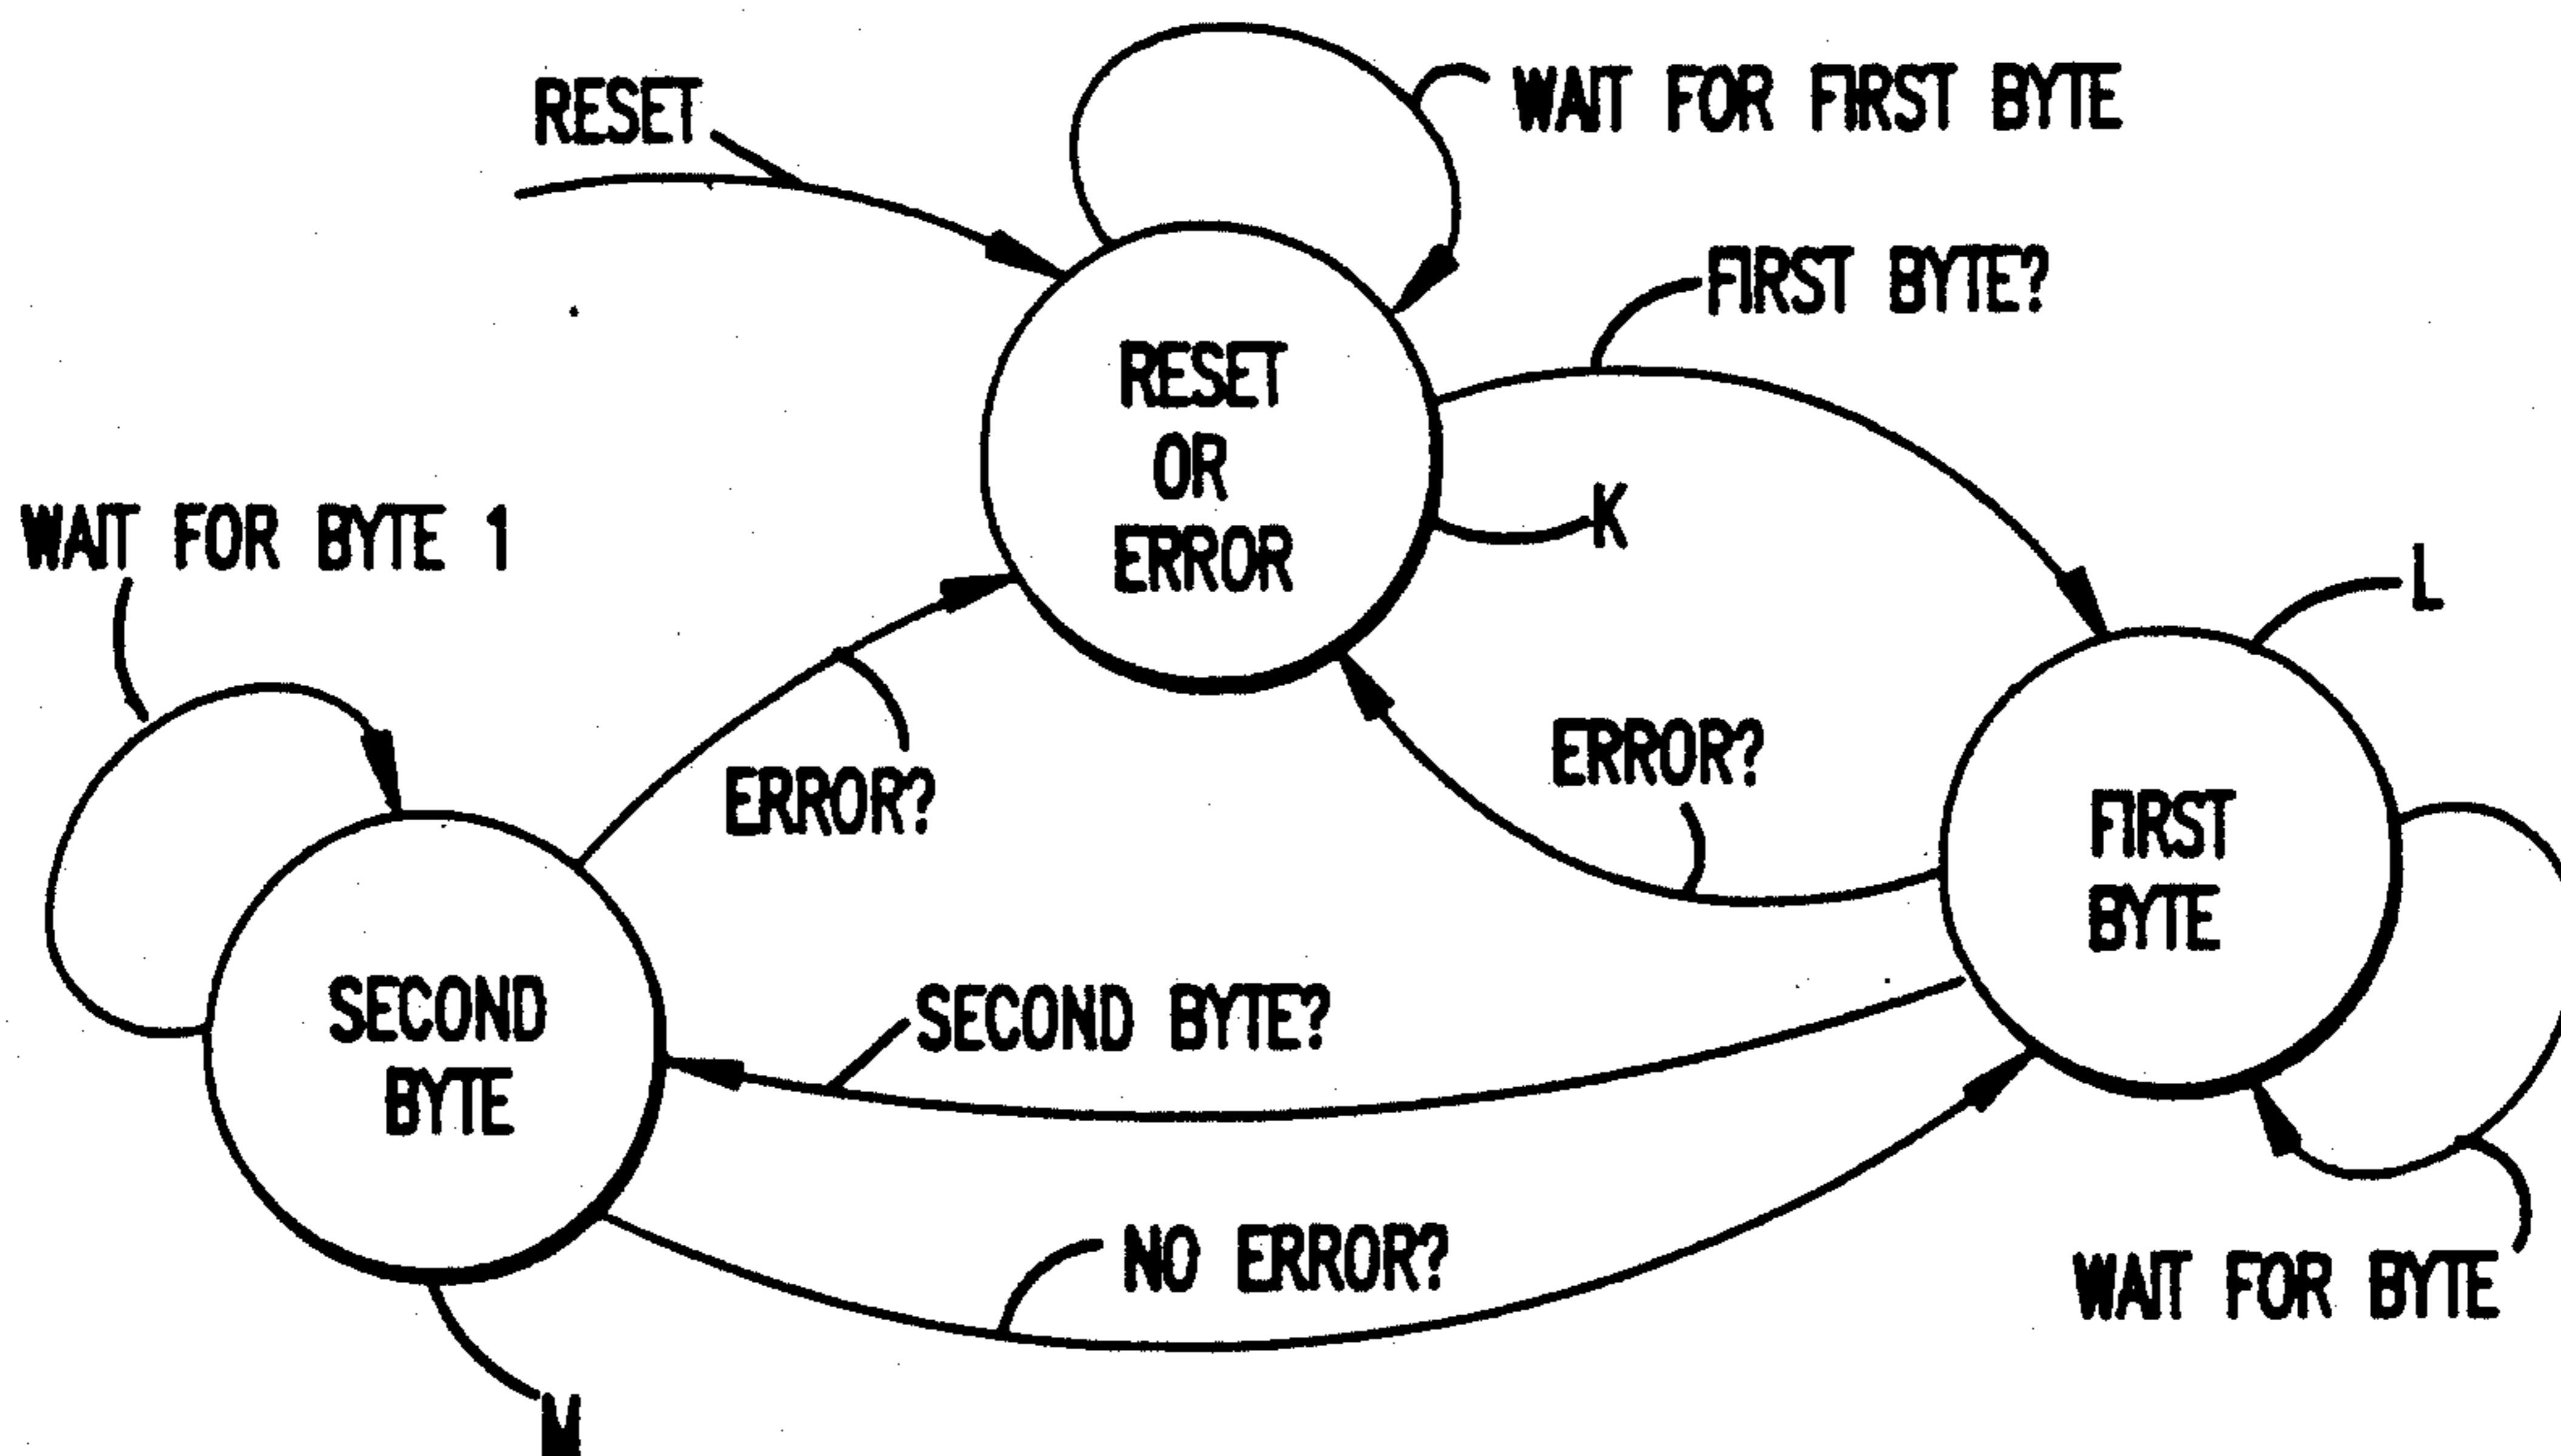 RESET
WAIT FOR FIRST BYTE
FIRST BYTE?
RESET
OR
ERROR
K
WAIT FOR BYTE 1
L
ERROR?
ERROR?
FIRST
BYTE
SECOND
BYTE
SECOND BYTE?
NO ERROR?
WAIT FOR BYTE
M